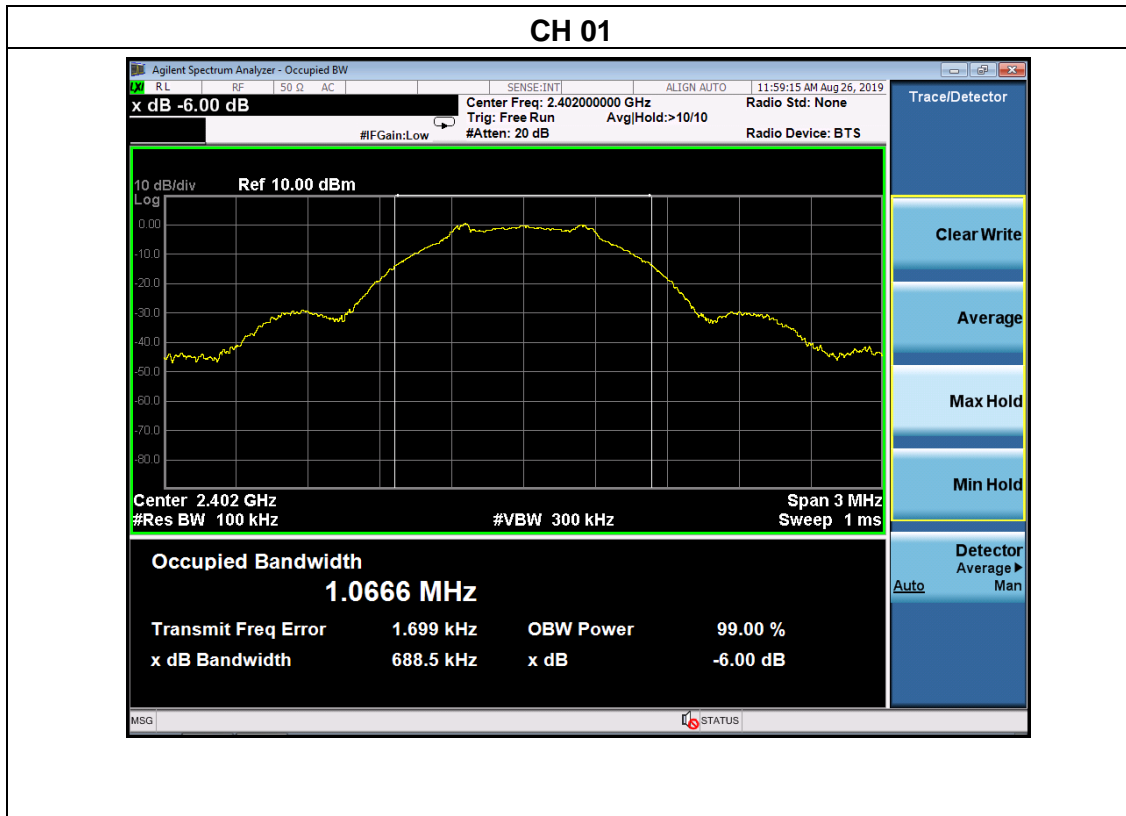 CH 01
Agilent Spectrum Analyzer - Occupied BW
LXI RL RF 50 Ω AC SENSE:INT ALIGN AUTO 11:59:15 AM Aug 26, 2019
x dB -6.00 dB
Center Freq: 2.402000000 GHz Radio Std: None
Trig: Free Run Avg|Hold:>10/10
#IFGain:Low #Atten: 20 dB Radio Device: BTS
10 dB/div Ref 10.00 dBm
Log
0.00
-10.0
-20.0
-30.0
-40.0
-50.0
-60.0
-70.0
-80.0
Center 2.402 GHz Span 3 MHz
#Res BW 100 kHz #VBW 300 kHz Sweep 1 ms
Occupied Bandwidth
1.0666 MHz
Transmit Freq Error 1.699 kHz OBW Power 99.00 %
x dB Bandwidth 688.5 kHz x dB -6.00 dB
MSG STATUS
Trace/Detector
Clear Write
Average
Max Hold
Min Hold
Detector
Average
Auto Man